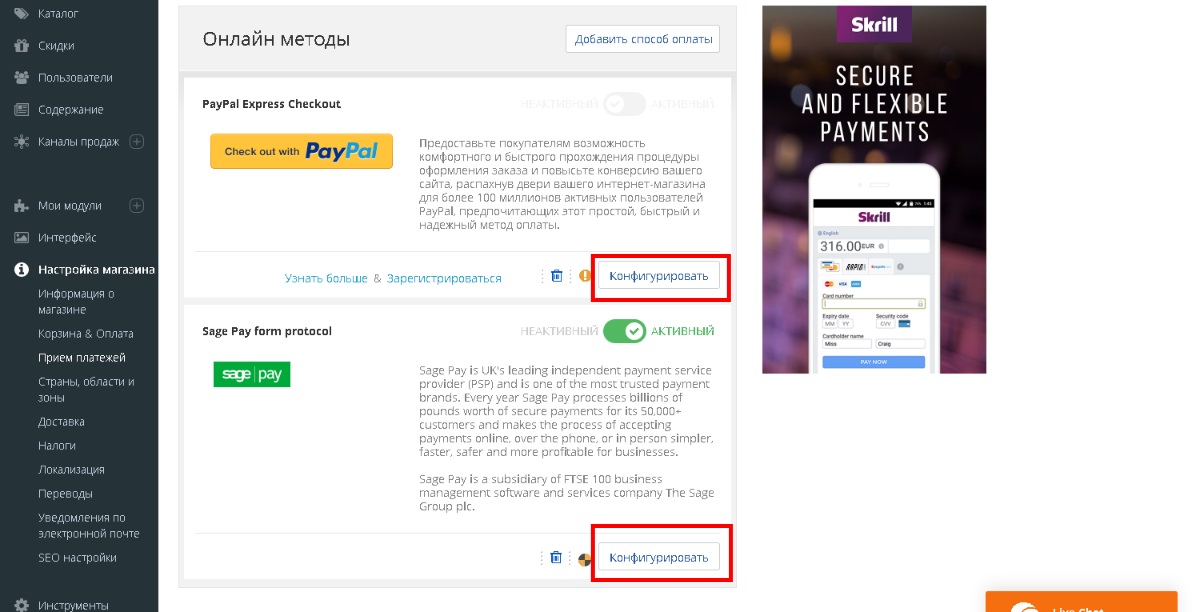 Каталог
Скидки
Пользователи
Содержание
Каналы продаж
Мои модули
Интерфейс
Настройка магазина
Информация о
магазине
Корзина & Оплата
Прием платежей
Страны, области и
зоны
Доставка
Налоги
Локализация
Переводы
Уведомления по
электронной почте
SEO настройки
Инструменты
Онлайн методы
Добавить способ оплаты
PayPal Express Checkout
НЕАКТИВНЫЙ АКТИВНЫЙ
Check out with PayPal
Предоставьте покупателям возможность
комфортного и быстрого прохождения процедуры
оформления заказа и повысьте конверсию вашего
сайта, распахнув двери вашего интернет-магазина
для более 100 миллионов активных пользователей
PayPal, предпочитающих этот простой, быстрый и
надежный метод оплаты.
Узнать больше & Зарегистрироваться
Конфигурировать
Sage Pay form protocol
НЕАКТИВНЫЙ АКТИВНЫЙ
sage pay
Sage Pay is UK's leading independent payment service
provider (PSP) and is one of the most trusted payment
brands. Every year Sage Pay processes billions of
pounds worth of secure payments for its 50,000+
customers and makes the process of accepting
payments online, over the phone, or in person simpler,
faster, safer and more profitable for businesses.
Sage Pay is a subsidiary of FTSE 100 business
management software and services company The Sage
Group plc.
Конфигурировать
Skrill
SECURE
AND FLEXIBLE
PAYMENTS
Skrill
English
316.00 EUR
Card number
Expiry date Security code
MM YY CVV
Cardholder name
Miss Craig
PAY NOW
Live Chat